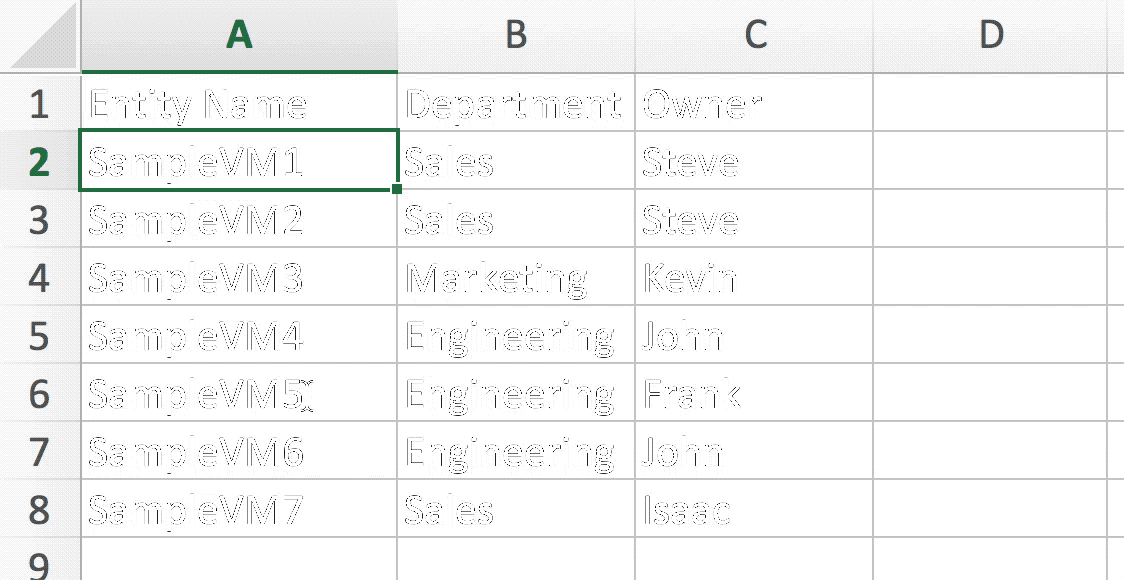 A B C D
1 Entity Name Department Owner
2 SampleVM1 Sales Steve
3 SampleVM2 Sales Steve
4 SampleVM3 Marketing Kevin
5 SampleVM4 Engineering John
6 SampleVM5 Engineering Frank
7 SampleVM6 Engineering John
8 SampleVM7 Sales Isaac
9